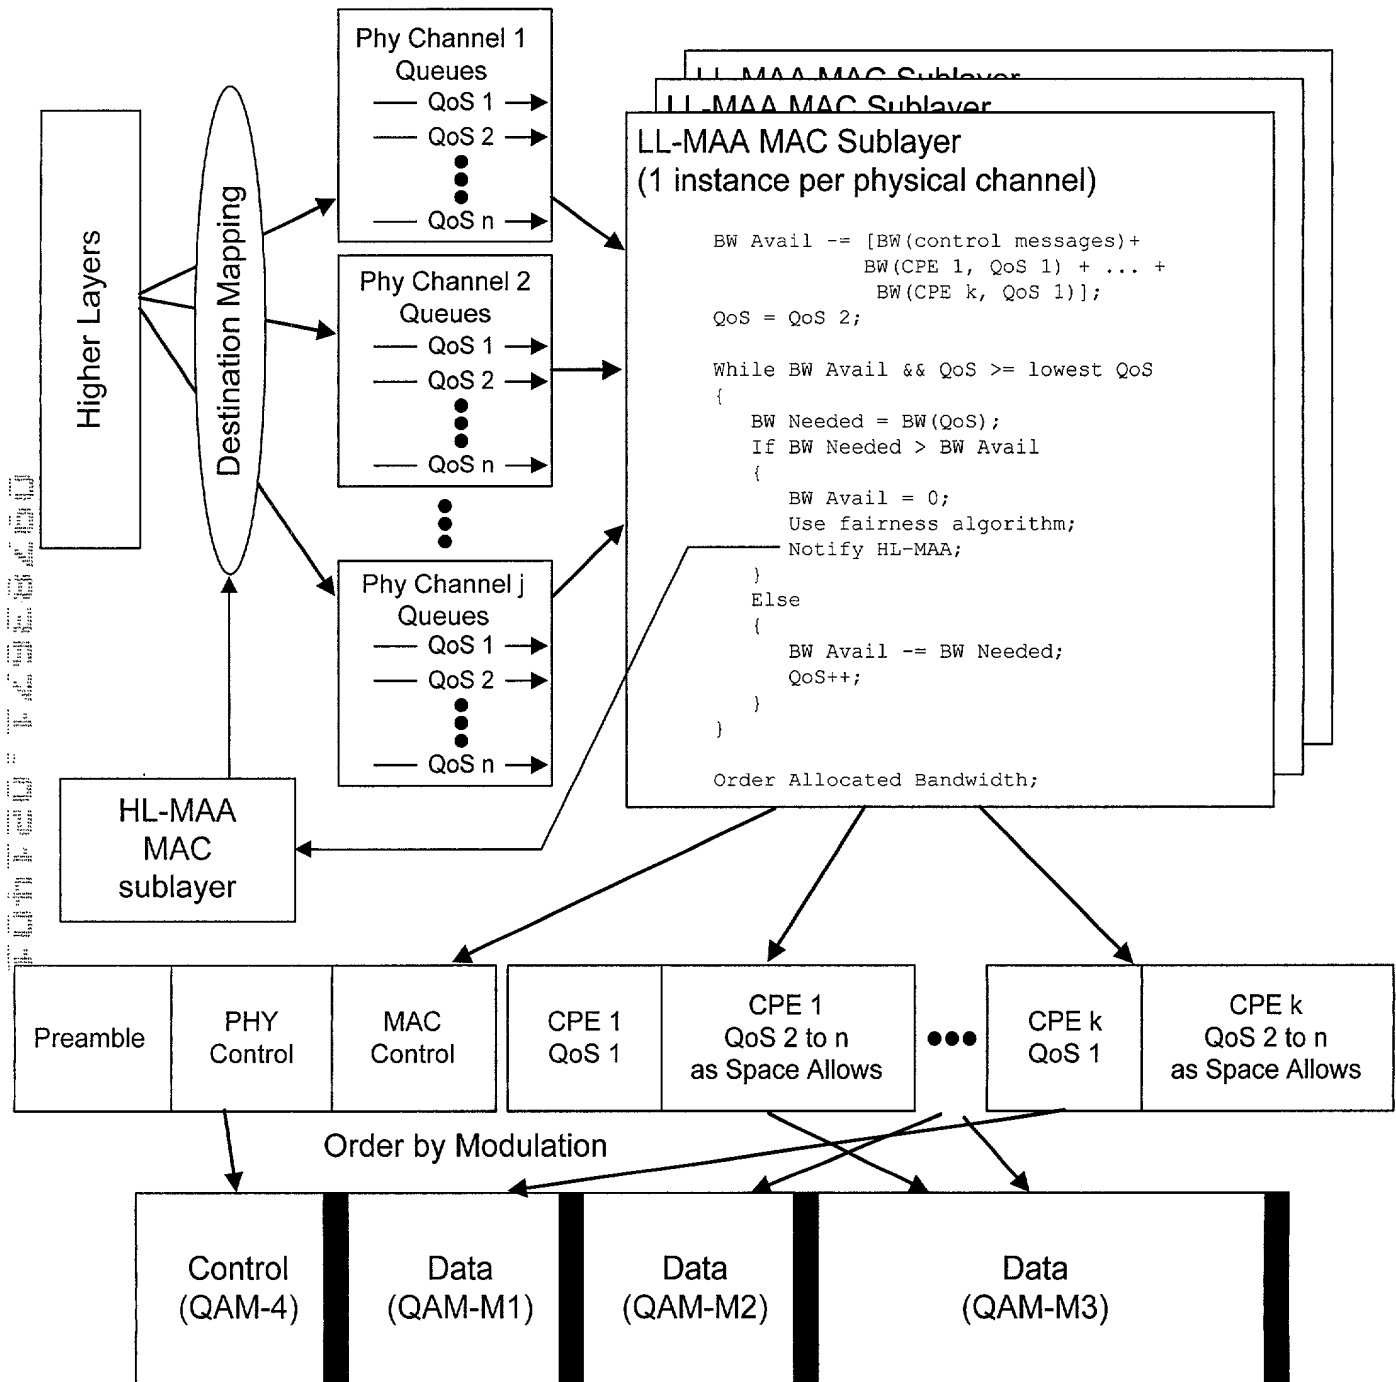 Higher Layers
Destination Mapping
Phy Channel 1
Queues
QoS 1
QoS 2
QoS n
Phy Channel 2
Queues
QoS 1
QoS 2
QoS n
Phy Channel j
Queues
QoS 1
QoS 2
QoS n
HL-MAA
MAC
sublayer
LL-MAA MAC Sublayer
LL-MAA MAC Sublayer
LL-MAA MAC Sublayer
(1 instance per physical channel)
BW Avail -= [BW(control messages)+
BW(CPE 1, QoS 1) + ... +
BW(CPE k, QoS 1)];
QoS = QoS 2;
While BW Avail && QoS >= lowest QoS
{
BW Needed = BW(QoS);
If BW Needed > BW Avail
{
BW Avail = 0;
Use fairness algorithm;
Notify HL-MAA;
}
Else
{
BW Avail -= BW Needed;
QoS++;
}
}
Order Allocated Bandwidth;
Preamble
PHY
Control
MAC
Control
CPE 1
QoS 1
CPE 1
QoS 2 to n
as Space Allows
CPE k
QoS 1
CPE k
QoS 2 to n
as Space Allows
Order by Modulation
Control
(QAM-4)
Data
(QAM-M1)
Data
(QAM-M2)
Data
(QAM-M3)